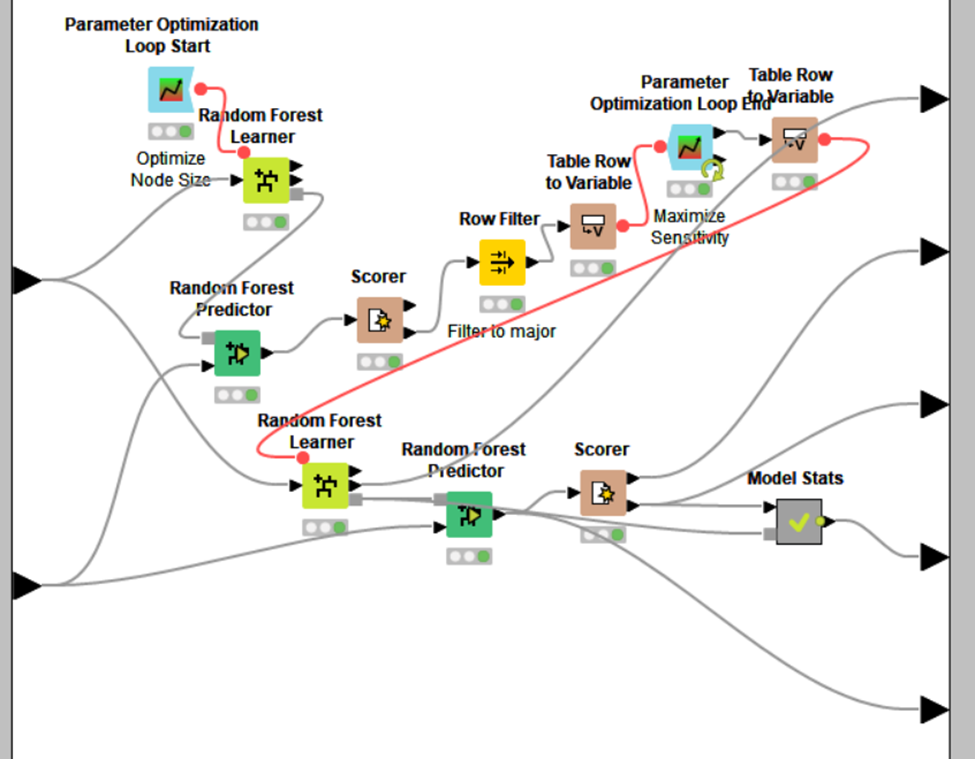 Parameter Optimization
Loop Start
Random Forest
Learner
Optimize
Node Size
Parameter
Optimization Loop End
Table Row
to Variable
Table Row
to Variable
Maximize
Sensitivity
Row Filter
Filter to major
Scorer
Random Forest
Predictor
Random Forest
Learner
Random Forest
Predictor
Scorer
Model Stats